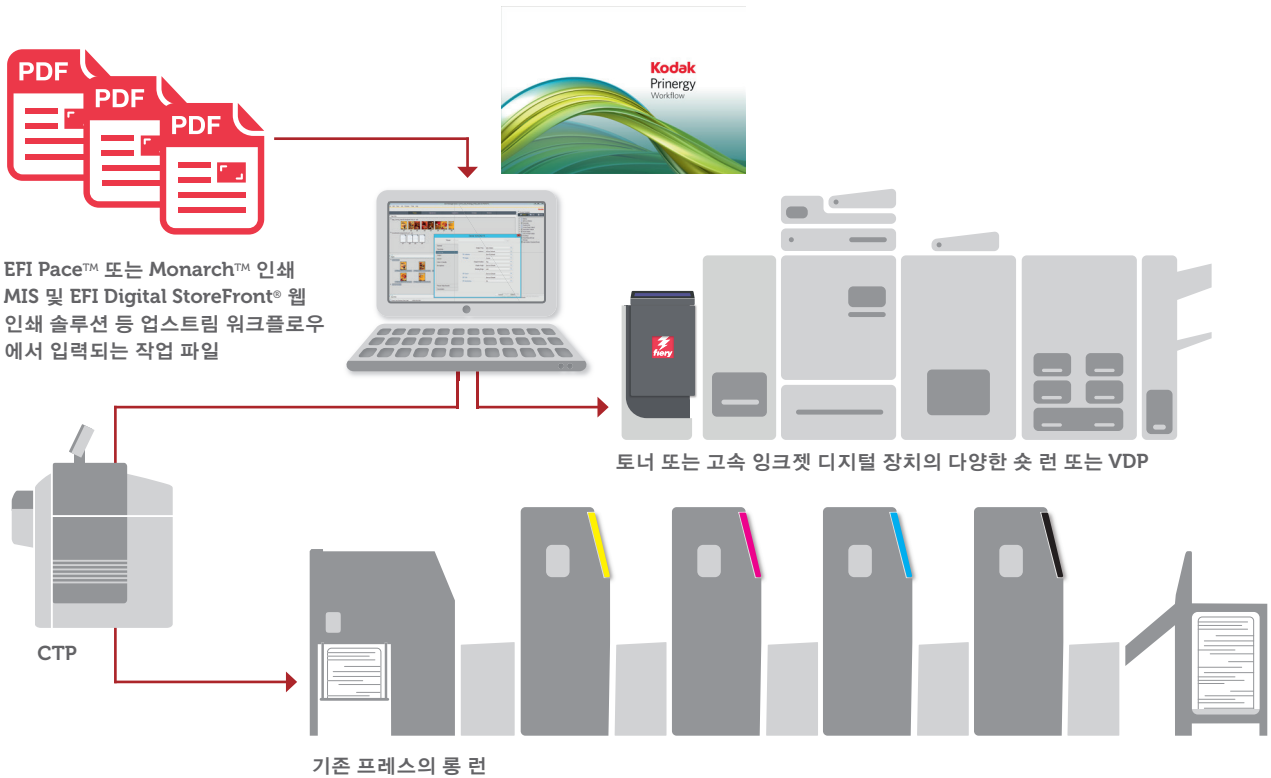 PDF
PDF
PDF
Kodak
Prinergy
Workflow
EFI Pace™ 또는 Monarch™ 인쇄
MIS 및 EFI Digital StoreFront® 웹
인쇄 솔루션 등 업스트림 워크플로우
에서 입력되는 작업 파일
fiery
토너 또는 고속 잉크젯 디지털 장치의 다양한 숏 런 또는 VDP
CTP
기존 프레스의 롱 런